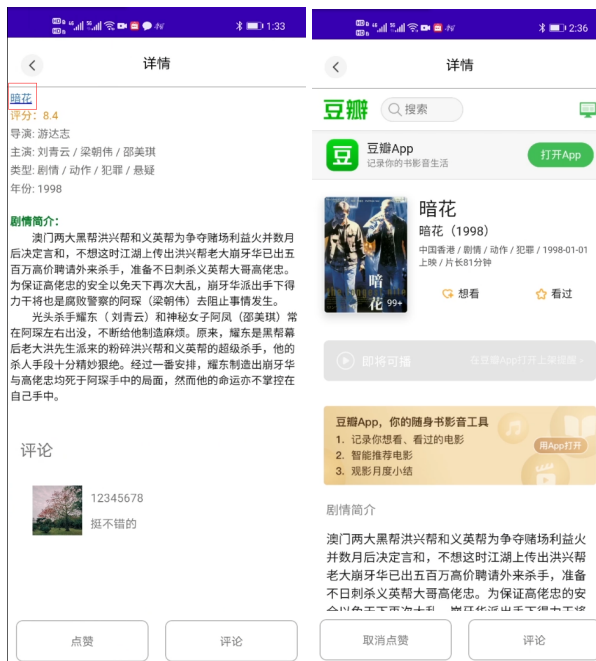 1:33
详情
暗花
评分：8.4
导演: 游达志
主演: 刘青云 / 梁朝伟 / 邵美琪
类型: 剧情 / 动作 / 犯罪 / 悬疑
年份: 1998
剧情简介：
澳门两大黑帮洪兴帮和义英帮为争夺赌场利益火并数月
后决定言和，不想这时江湖上传出洪兴帮老大崩牙华已出五
百万高价聘请外来杀手，准备不日刺杀义英帮大哥高佬忠。
为保证高佬忠的安全以免天下再次大乱，崩牙华派出手下得
力干将也是腐败警察的阿琛（梁朝伟）去阻止事情发生。
光头杀手耀东（ 刘青云）和神秘女子阿凤（邵美琪）常
在阿琛左右出没，不断给他制造麻烦。原来，耀东是黑帮幕
后老大洪先生派来的粉碎洪兴帮和义英帮的超级杀手，他的
杀人手段十分精妙狠绝。经过一番安排，耀东制造出崩牙华
与高佬忠均死于阿琛手中的局面，然而他的命运亦不掌控在
自己手中。
评论
12345678
挺不错的
点赞
评论
2:36
详情
豆瓣
搜索
豆
豆瓣App
记录你的书影音生活
打开App
暗花
99+
暗花
暗花（1998）
中国香港 / 剧情 / 动作 / 犯罪 / 1998-01-01
上映 / 片长81分钟
想看
看过
即将可播
豆瓣App，你的随身书影音工具
1. 记录你想看、看过的电影
2. 智能推荐电影
3. 观影月度小结
用App打开
剧情简介
澳门两大黑帮洪兴帮和义英帮为争夺赌场利益火
并数月后决定言和，不想这时江湖上传出洪兴帮
老大崩牙华已出五百万高价聘请外来杀手，准备
不日刺杀义英帮大哥高佬忠。为保证高佬忠的安
取消点赞
评论